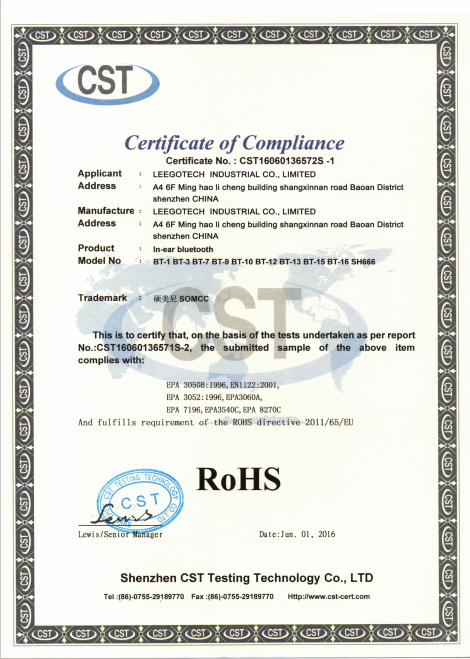 CST
Certificate of Compliance
Certificate No. : CST16060136572S -1
Applicant : LEEGOTECH INDUSTRIAL CO., LIMITED
Address : A4 6F Ming hao li cheng building shangxinnan road Baoan District
shenzhen CHINA
Manufacture : LEEGOTECH INDUSTRIAL CO., LIMITED
Address : A4 6F Ming hao li cheng building shangxinnan road Baoan District
shenzhen CHINA
Product : In-ear bluetooth
Model No : BT-1 BT-3 BT-7 BT-9 BT-10 BT-12 BT-13 BT-15 BT-16 SH666
Trademark : 硕美尼 SOMCC
CST
This is to certify that, on the basis of the tests undertaken as per report
No.:CST16060136571S-2, the submitted sample of the above item
complies with:
EPA 3050B:1996,EN1122:2001,
EPA 3052:1996,EPA3060A,
EPA 7196,EPA3540C,EPA 8270C
And fulfills requirement of the ROHS directive 2011/65/EU
RoHS
CST TESTING TECHNOLOGY CO.,LTD
C.S.T
Lewis
Lewis/Senior Manager
Date:Jun. 01, 2016
Shenzhen CST Testing Technology Co., LTD
Tel :(86)-0755-29189770 Fax :(86)-0755-29189770 Http://www.cst-cert.com